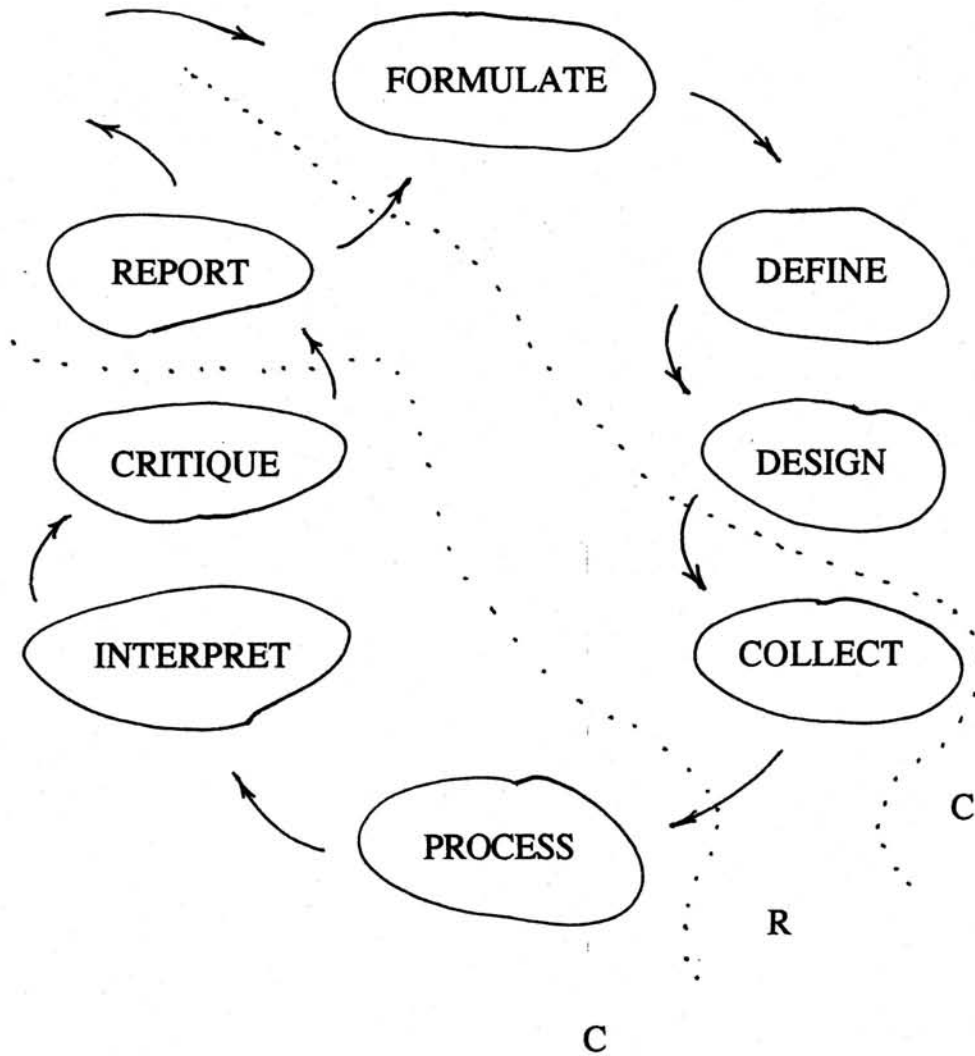 FORMULATE
REPORT
DEFINE
CRITIQUE
DESIGN
INTERPRET
COLLECT
PROCESS
C
R
C